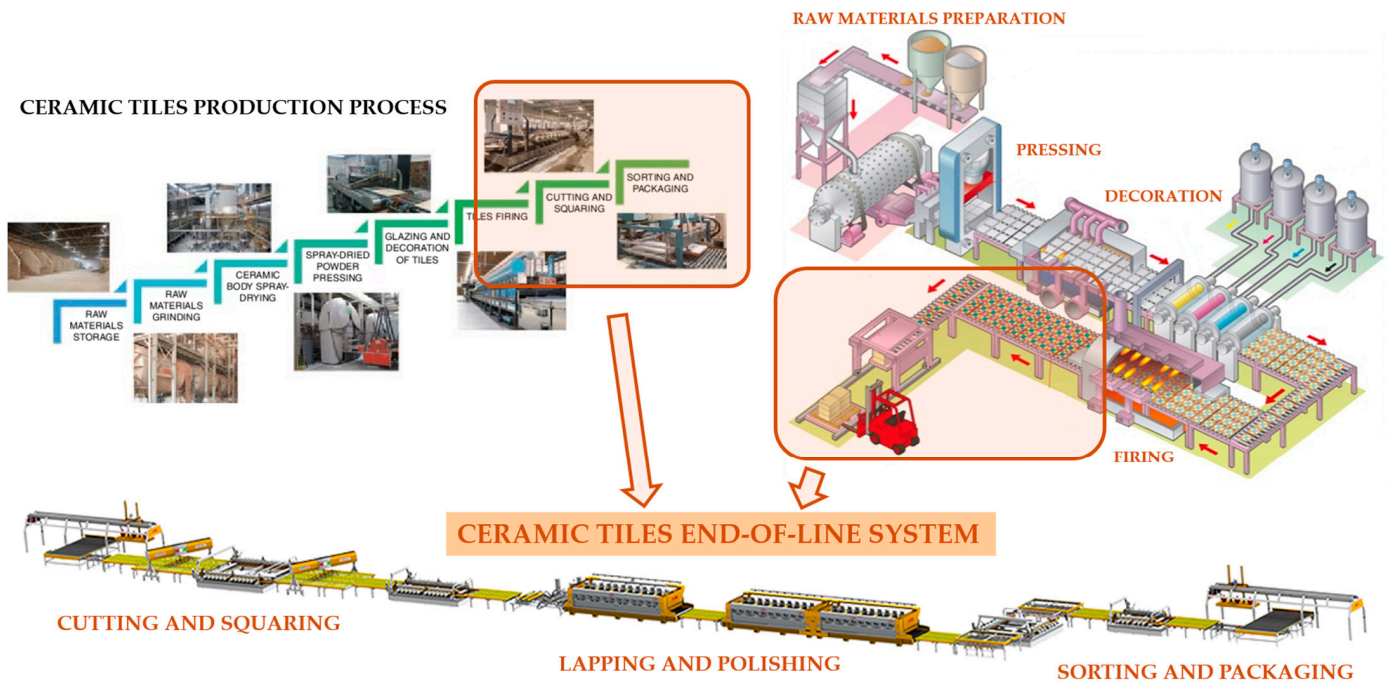 RAW MATERIALS PREPARATION
CERAMIC TILES PRODUCTION PROCESS
PRESSING
DECORATION
RAW
MATERIALS
STORAGE
RAW
MATERIALS
GRINDING
CERAMIC
BODY SPRAY-
DRYING
SPRAY-DRIED
POWDER
PRESSING
GLAZING AND
DECORATION
OF TILES
TILES FIRING
CUTTING AND
SQUARING
SORTING AND
PACKAGING
FIRING
CERAMIC TILES END-OF-LINE SYSTEM
CUTTING AND SQUARING
LAPPING AND POLISHING
SORTING AND PACKAGING